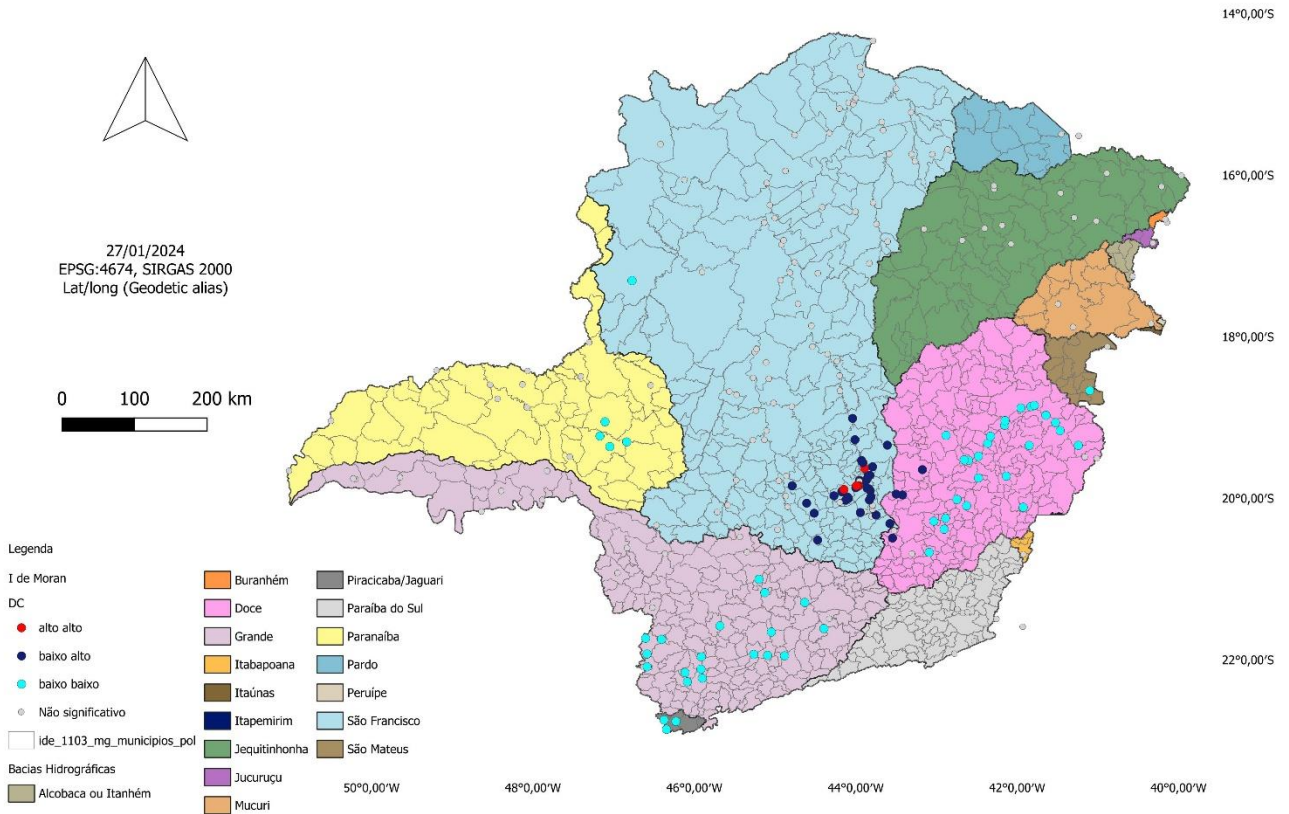 14°0,00'S
16°0,00'S
18°0,00'S
20°0,00'S
22°0,00'S
27/01/2024
EPSG:4674, SIRGAS 2000
Lat/long (Geodetic alias)
0 100 200 km
Legenda
I de Moran
DC
alto alto
baixo alto
baixo baixo
Não significativo
ide_1103_mg_municipios_pol
Bacias Hidrográficas
Alcobaca ou Itanhém
Buranhém
Doce
Grande
Itabapoana
Itaúnas
Itapemirim
Jequitinhonha
Jucuruçu
Mucuri
Piracicaba/Jaguari
Paraíba do Sul
Paranaíba
Pardo
Peruípe
São Francisco
São Mateus
50°0,00'W 48°0,00'W 46°0,00'W 44°0,00'W 42°0,00'W 40°0,00'W